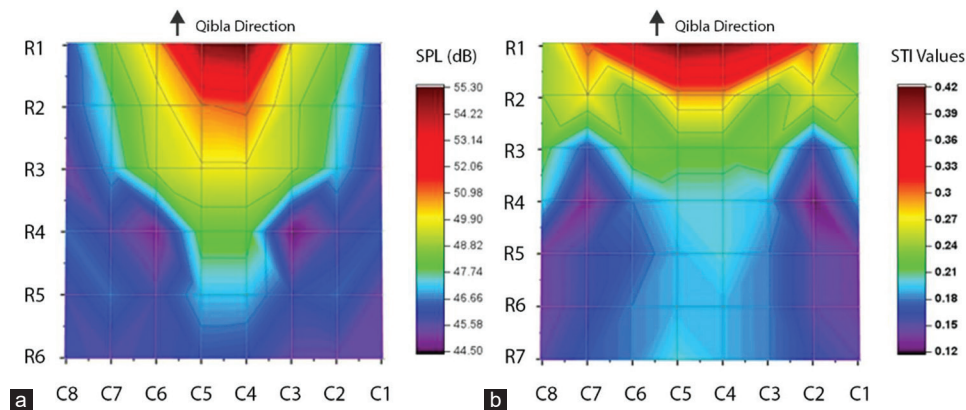 Qibla Direction
R1
R2
R3
R4
R5
R6
C8 C7 C6 C5 C4 C3 C2 C1
SPL (dB)
55.30
53.22
52.14
51.06
50.98
49.90
48.82
47.74
46.66
45.58
44.50
a
Qibla Direction
R1
R2
R3
R4
R5
R6
R7
C8 C7 C6 C5 C4 C3 C2 C1
STI Values
0.42
0.39
0.36
0.33
0.3
0.27
0.24
0.21
0.18
0.15
0.12
b